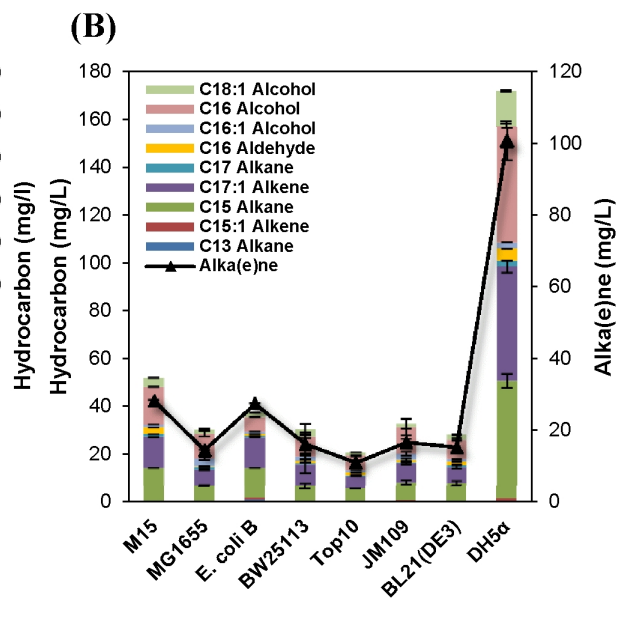 (B)
Hydrocarbon (mg/l)
Hydrocarbon (mg/L)
180
160
140
120
100
80
60
40
20
0
C18:1 Alcohol
C16 Alcohol
C16:1 Alcohol
C16 Aldehyde
C17 Alkane
C17:1 Alkene
C15 Alkane
C15:1 Alkene
C13 Alkane
Alka(e)ne
120
100
80
60
40
20
0
Alka(e)ne (mg/L)
M15
MG1655
E. coli B
BW25113
Top10
JM109
BL21(DE3)
DH5α